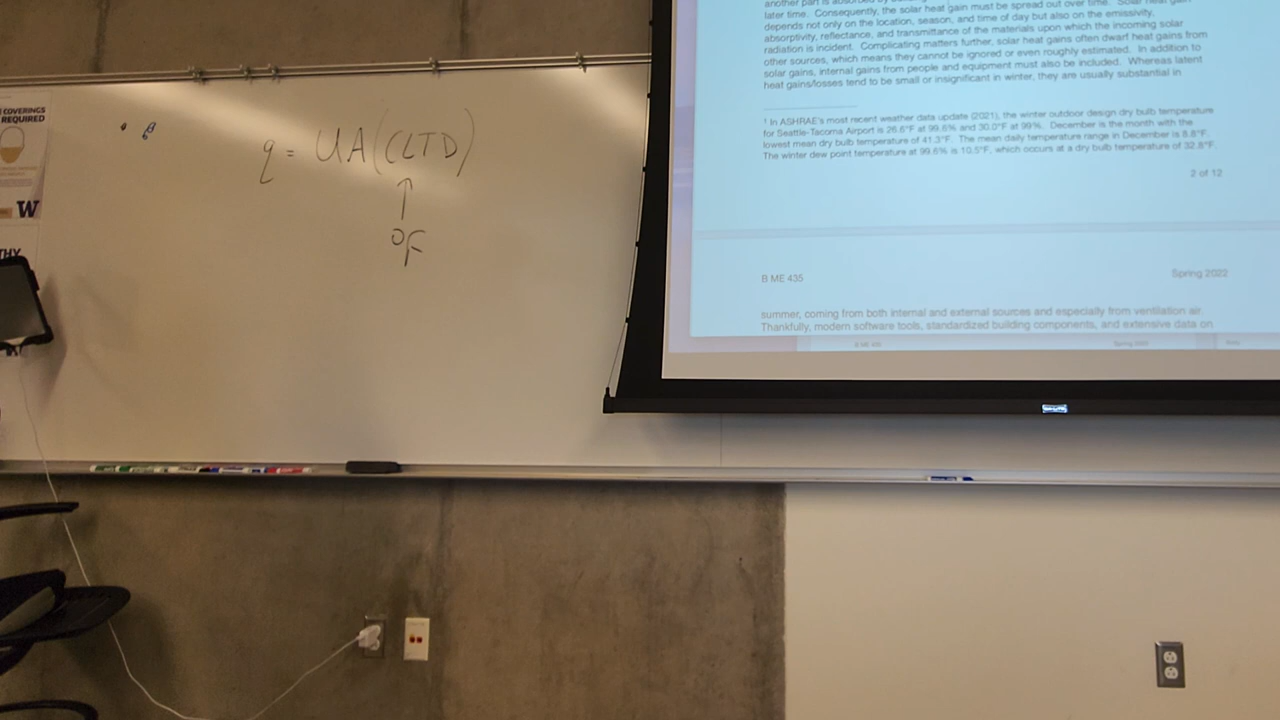 COVERINGS
REQUIRED
W
THY
q = UA(CLTD)
↑
°F
later time. Consequently, the solar heat gain must be spread out over time. Solar heat gain
depends not only on the location, season, and time of day but also on the emissivity,
absorptivity, reflectance, and transmittance of the materials upon which the incoming solar
radiation is incident. Complicating matters further, solar heat gains often dwarf heat gains from
other sources, which means they cannot be ignored or even roughly estimated. In addition to
solar gains, internal gains from people and equipment must also be included. Whereas latent
heat gains/losses tend to be small or insignificant in winter, they are usually substantial in
¹ In ASHRAE's most recent weather data update (2021), the winter outdoor design dry bulb temperature
for Seattle-Tacoma Airport is 26.6°F at 99.6% and 30.0°F at 99%. December is the month with the
lowest mean dry bulb temperature of 41.3°F. The mean daily temperature range in December is 8.8°F.
The winter dew point temperature at 99.6% is 10.5°F, which occurs at a dry bulb temperature of 32.8°F.
2 of 12
B ME 435
Spring 2022
summer, coming from both internal and external sources and especially from ventilation air.
Thankfully, modern software tools, standardized building components, and extensive data on